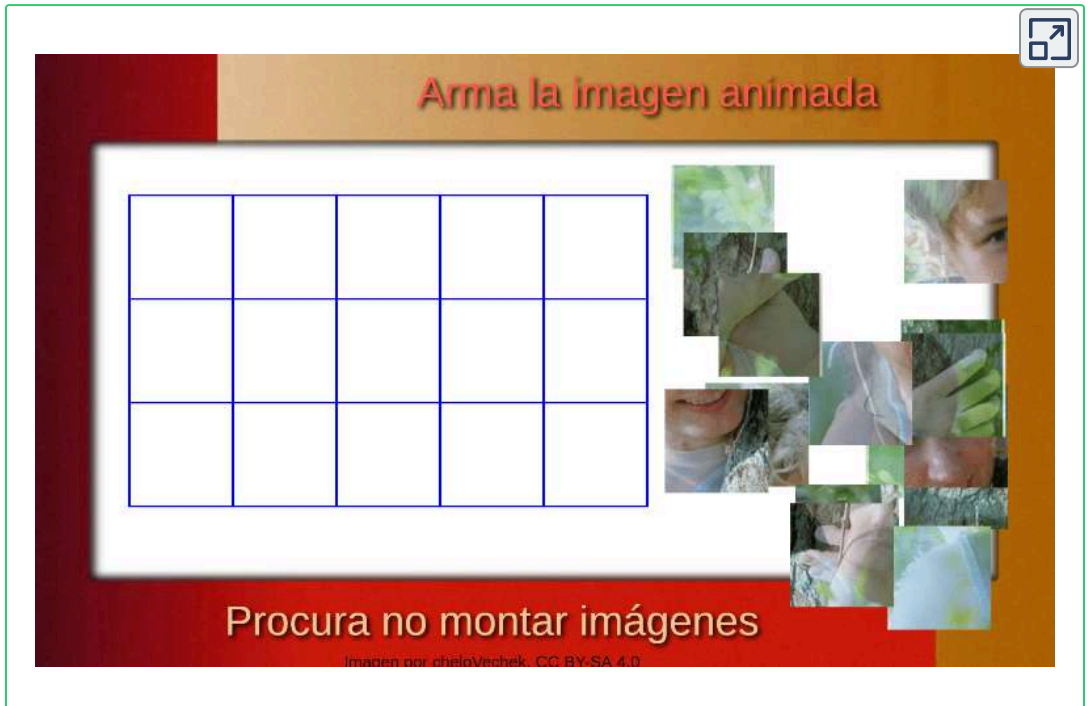 Arma la imagen animada
Procura no montar imágenes
Imagen por cheloVechek, CC BY-SA 4.0